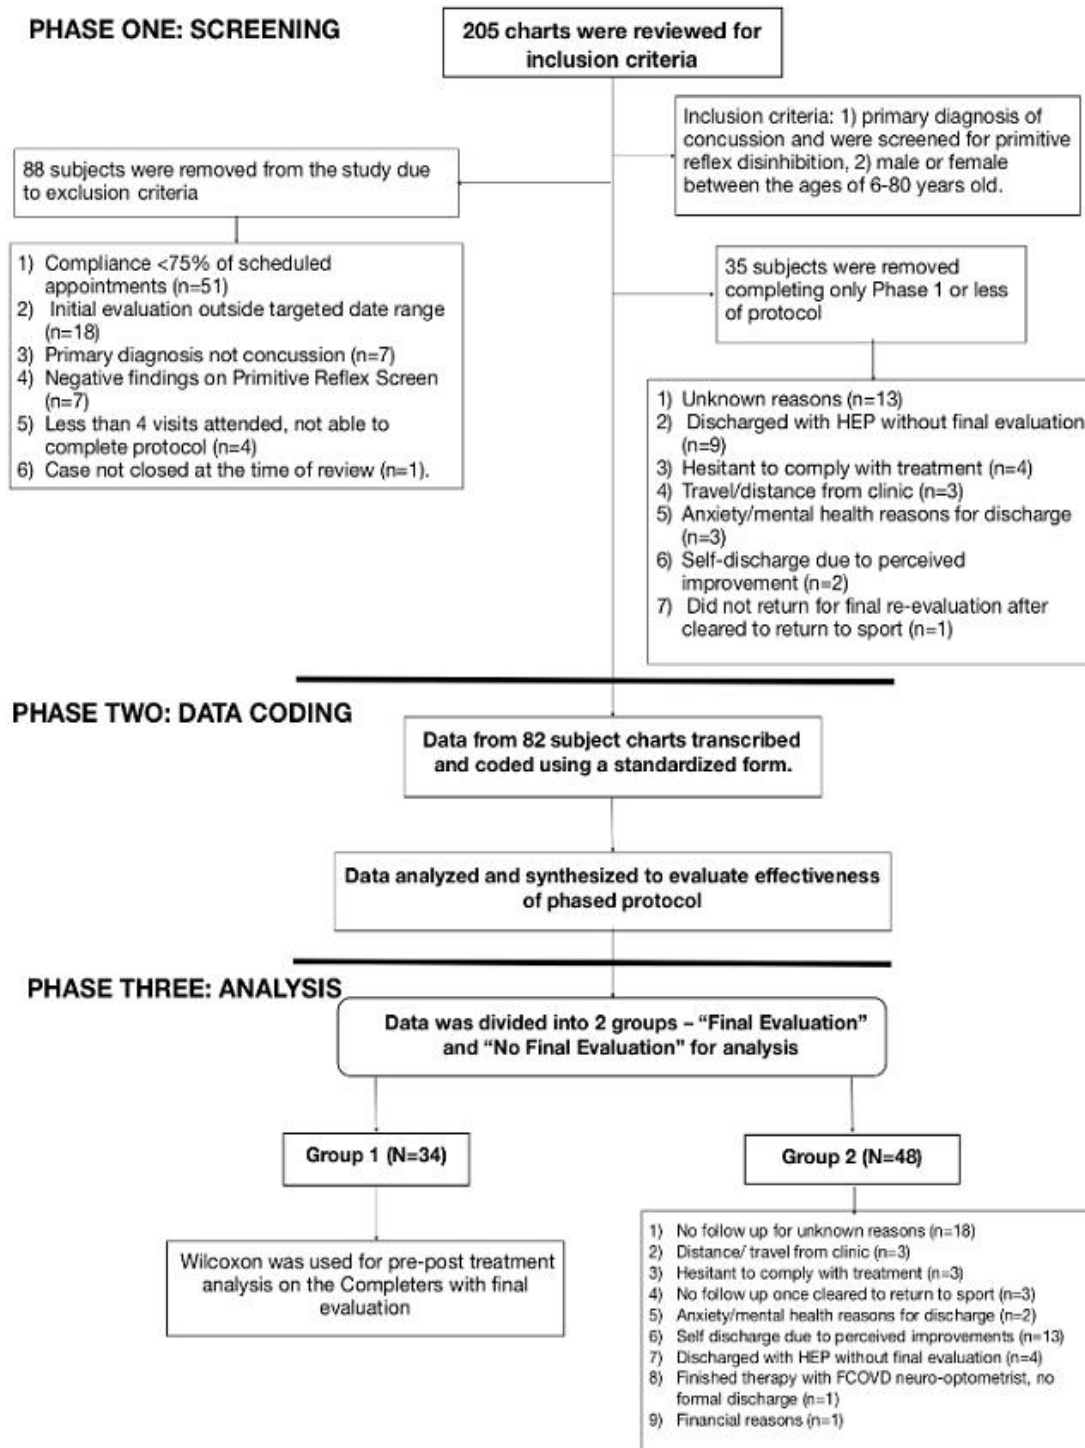 PHASE ONE: SCREENING
205 charts were reviewed for
inclusion criteria
Inclusion criteria: 1) primary diagnosis of
concussion and were screened for primitive
reflex disinhibition, 2) male or female
between the ages of 6-80 years old.
88 subjects were removed from the study due
to exclusion criteria
1) Compliance <75% of scheduled
appointments (n=51)
2) Initial evaluation outside targeted date range
(n=18)
3) Primary diagnosis not concussion (n=7)
4) Negative findings on Primitive Reflex Screen
(n=7)
5) Less than 4 visits attended, not able to
complete protocol (n=4)
6) Case not closed at the time of review (n=1).
35 subjects were removed
completing only Phase 1 or less
of protocol
1) Unknown reasons (n=13)
2) Discharged with HEP without final evaluation
(n=9)
3) Hesitant to comply with treatment (n=4)
4) Travel/distance from clinic (n=3)
5) Anxiety/mental health reasons for discharge
(n=3)
6) Self-discharge due to perceived
improvement (n=2)
7) Did not return for final re-evaluation after
cleared to return to sport (n=1)
PHASE TWO: DATA CODING
Data from 82 subject charts transcribed
and coded using a standardized form.
Data analyzed and synthesized to evaluate effectiveness
of phased protocol
PHASE THREE: ANALYSIS
Data was divided into 2 groups – “Final Evaluation”
and “No Final Evaluation” for analysis
Group 1 (N=34)
Group 2 (N=48)
Wilcoxon was used for pre-post treatment
analysis on the Completers with final
evaluation
1) No follow up for unknown reasons (n=18)
2) Distance/ travel from clinic (n=3)
3) Hesitant to comply with treatment (n=3)
4) No follow up once cleared to return to sport (n=3)
5) Anxiety/mental health reasons for discharge (n=2)
6) Self discharge due to perceived improvements (n=13)
7) Discharged with HEP without final evaluation (n=4)
8) Finished therapy with FCOVD neuro-optometrist, no
formal discharge (n=1)
9) Financial reasons (n=1)